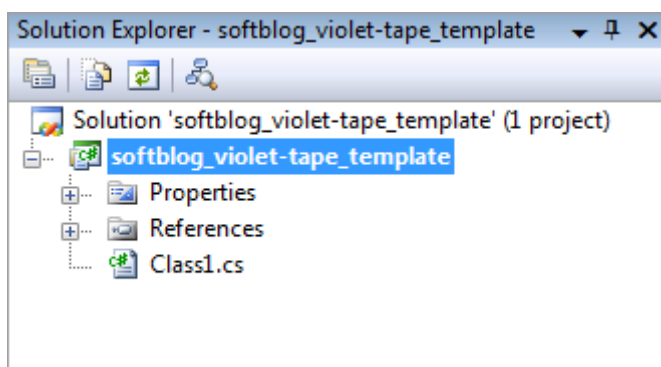 Solution Explorer - softblog_violet-tape_template
Solution 'softblog_violet-tape_template' (1 project)
softblog_violet-tape_template
Properties
References
Class1.cs